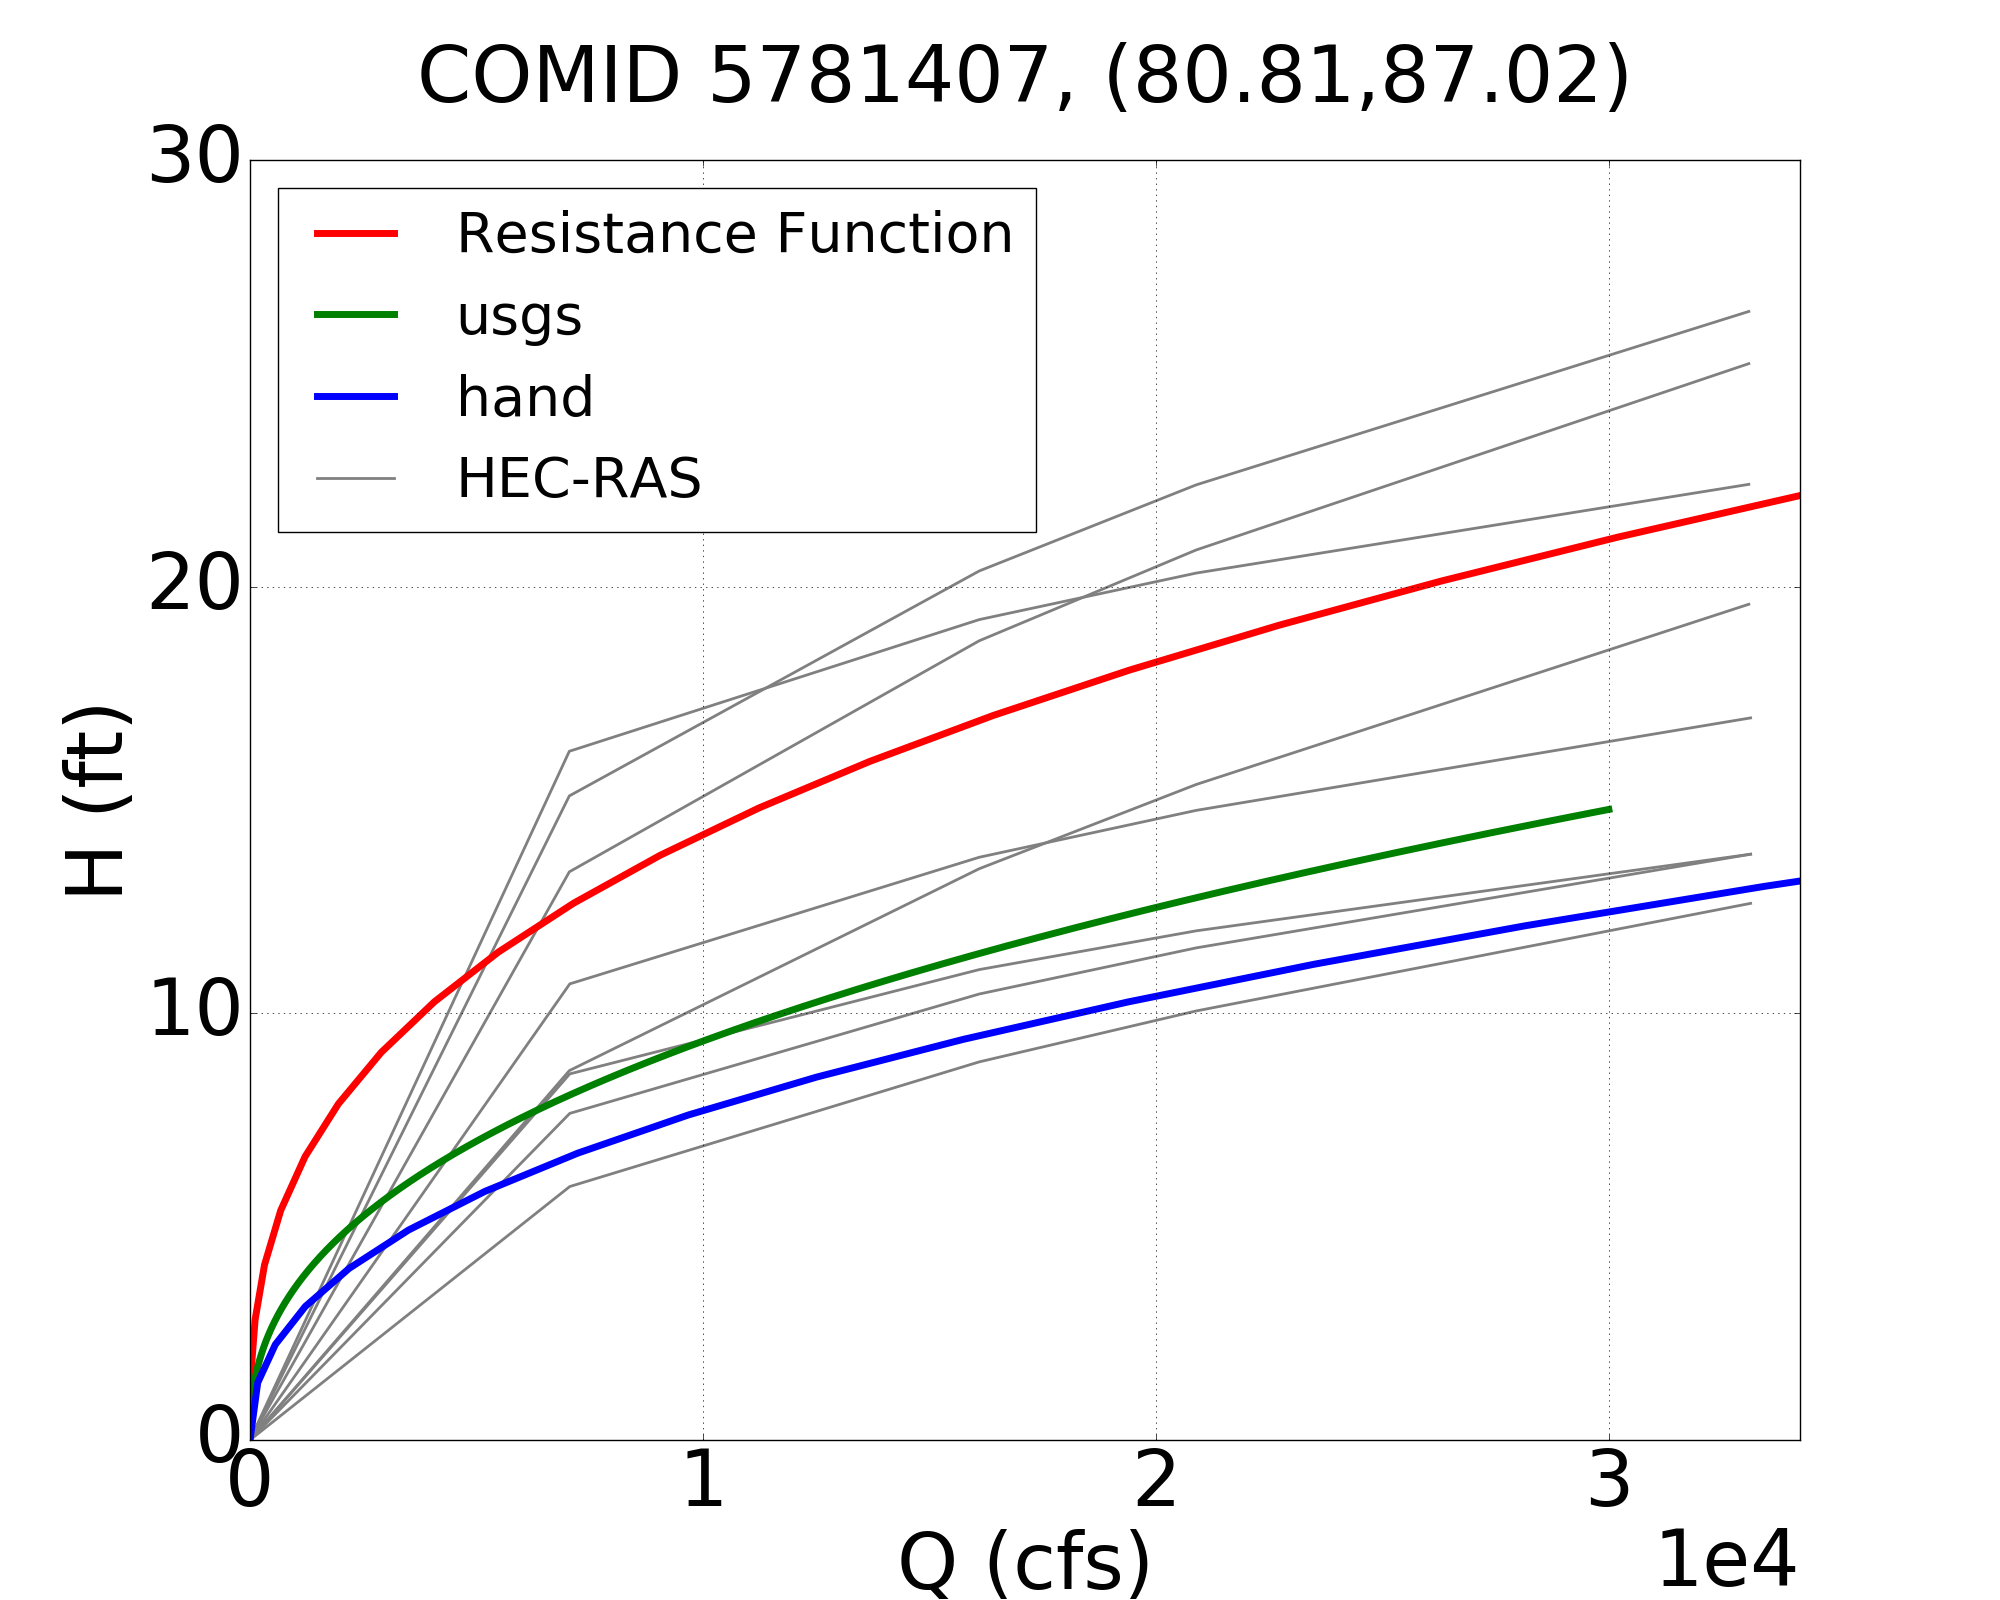 COMID 5781407, (80.81,87.02)
30
Resistance Function
usgs
hand
HEC-RAS
20
H (ft)
10
0
0 1 2 3
Q (cfs)
1e4